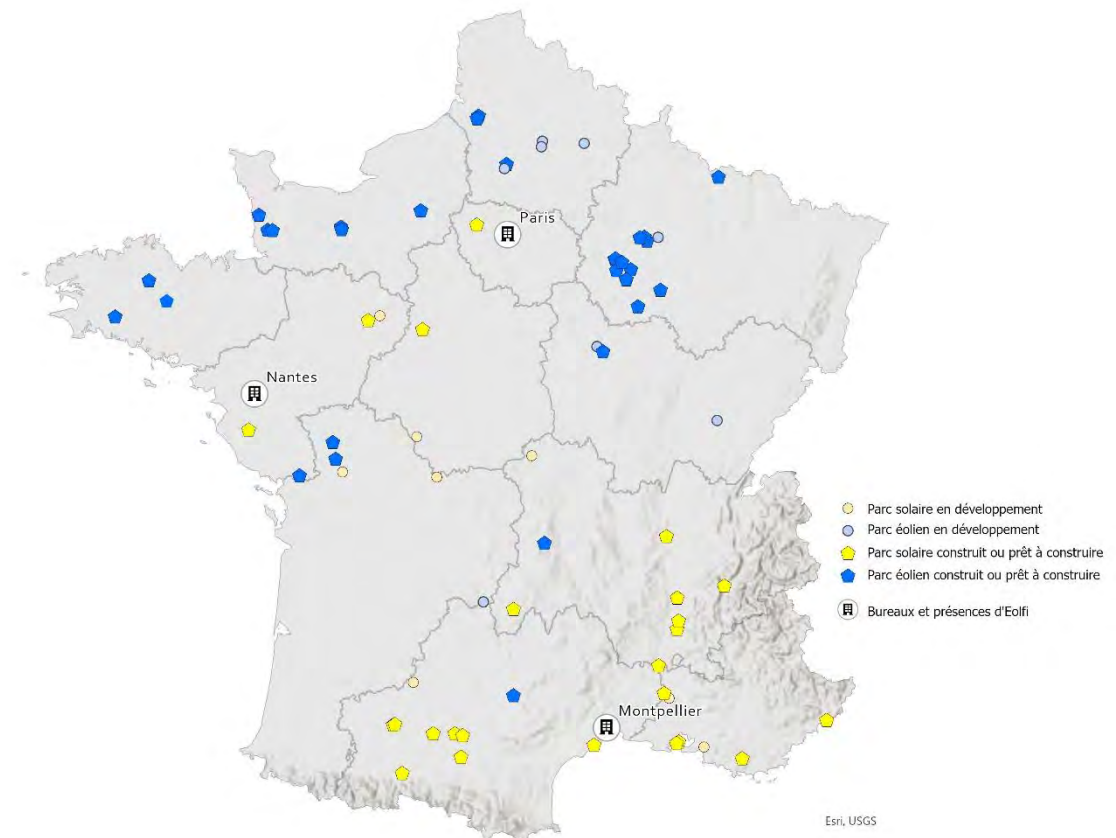 Paris
Nantes
Montpellier
Parc solaire en développement
Parc éolien en développement
Parc solaire construit ou prêt à construire
Parc éolien construit ou prêt à construire
Bureaux et présences d'Eolfi
Esri, USGS